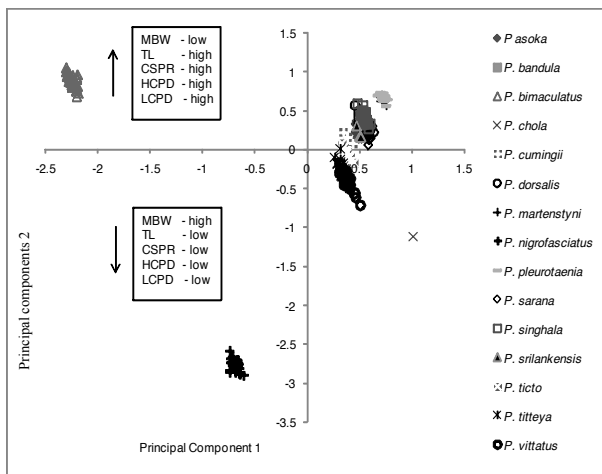 1.5
1
0.5
0
-0.5
-1
-1.5
-2
-2.5
-3
-3.5
-2.5 -2 -1.5 -1 -0.5 0 0.5 1 1.5
MBW - low
TL - high
CSPR - high
HCPD - high
LCPD - high
MBW - high
TL - low
CSPR - low
HCPD - low
LCPD - low
Principal components 2
Principal Component 1
P asoka
P. bandula
P. bimaculatus
P. chola
P. cumingii
P. dorsalis
P. martenstyni
P. nigrofasciatus
P. pleurotaenia
P. sarana
P. singhala
P. srilankensis
P. ticto
P. titteya
P. vittatus